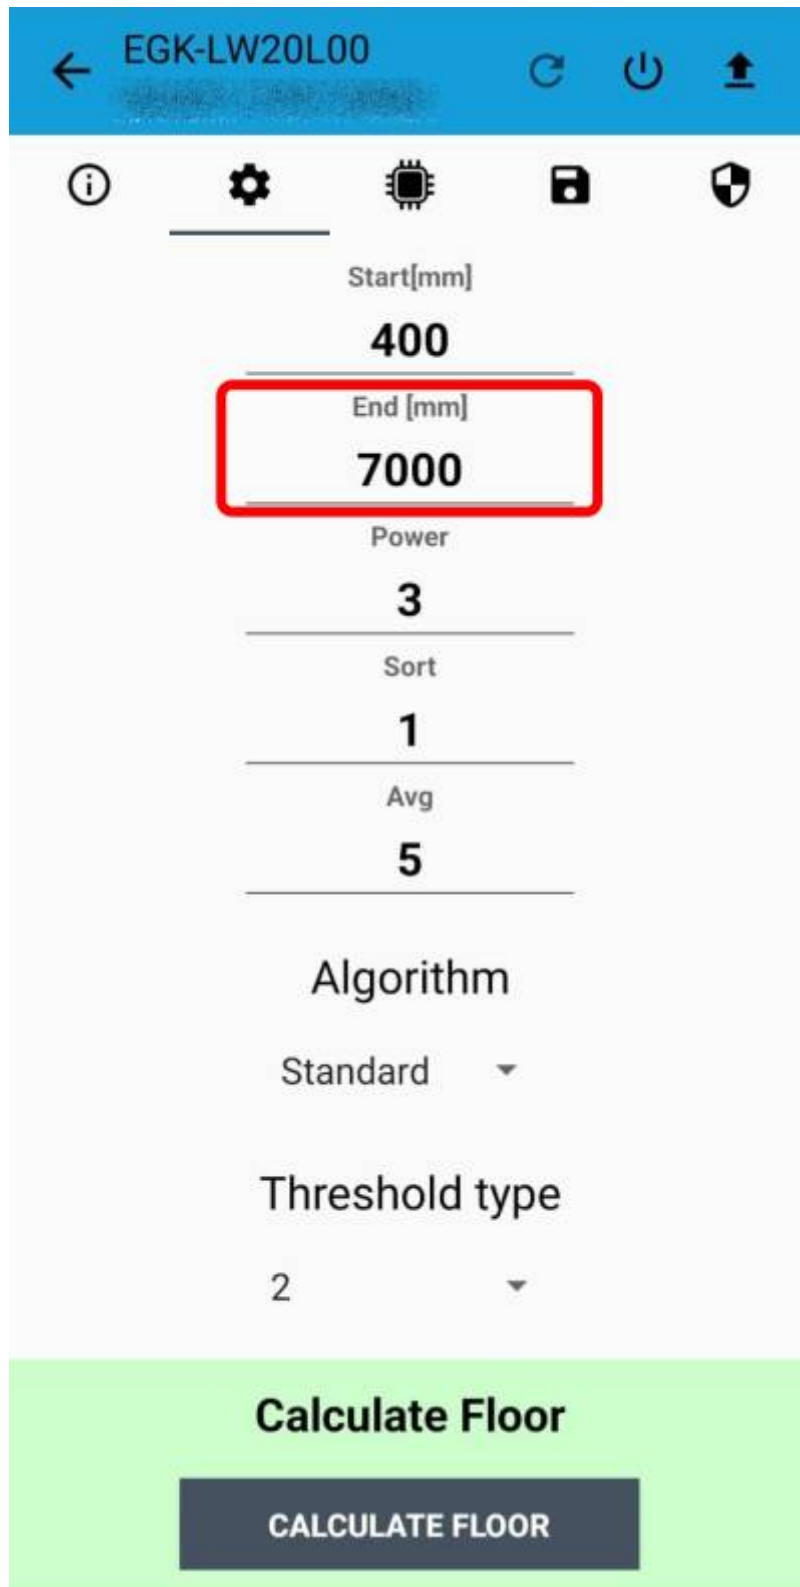 EGK-LW20L00
Start[mm]
400
End [mm]
7000
Power
3
Sort
1
Avg
5
Algorithm
Standard
Threshold type
2
Calculate Floor
CALCULATE FLOOR